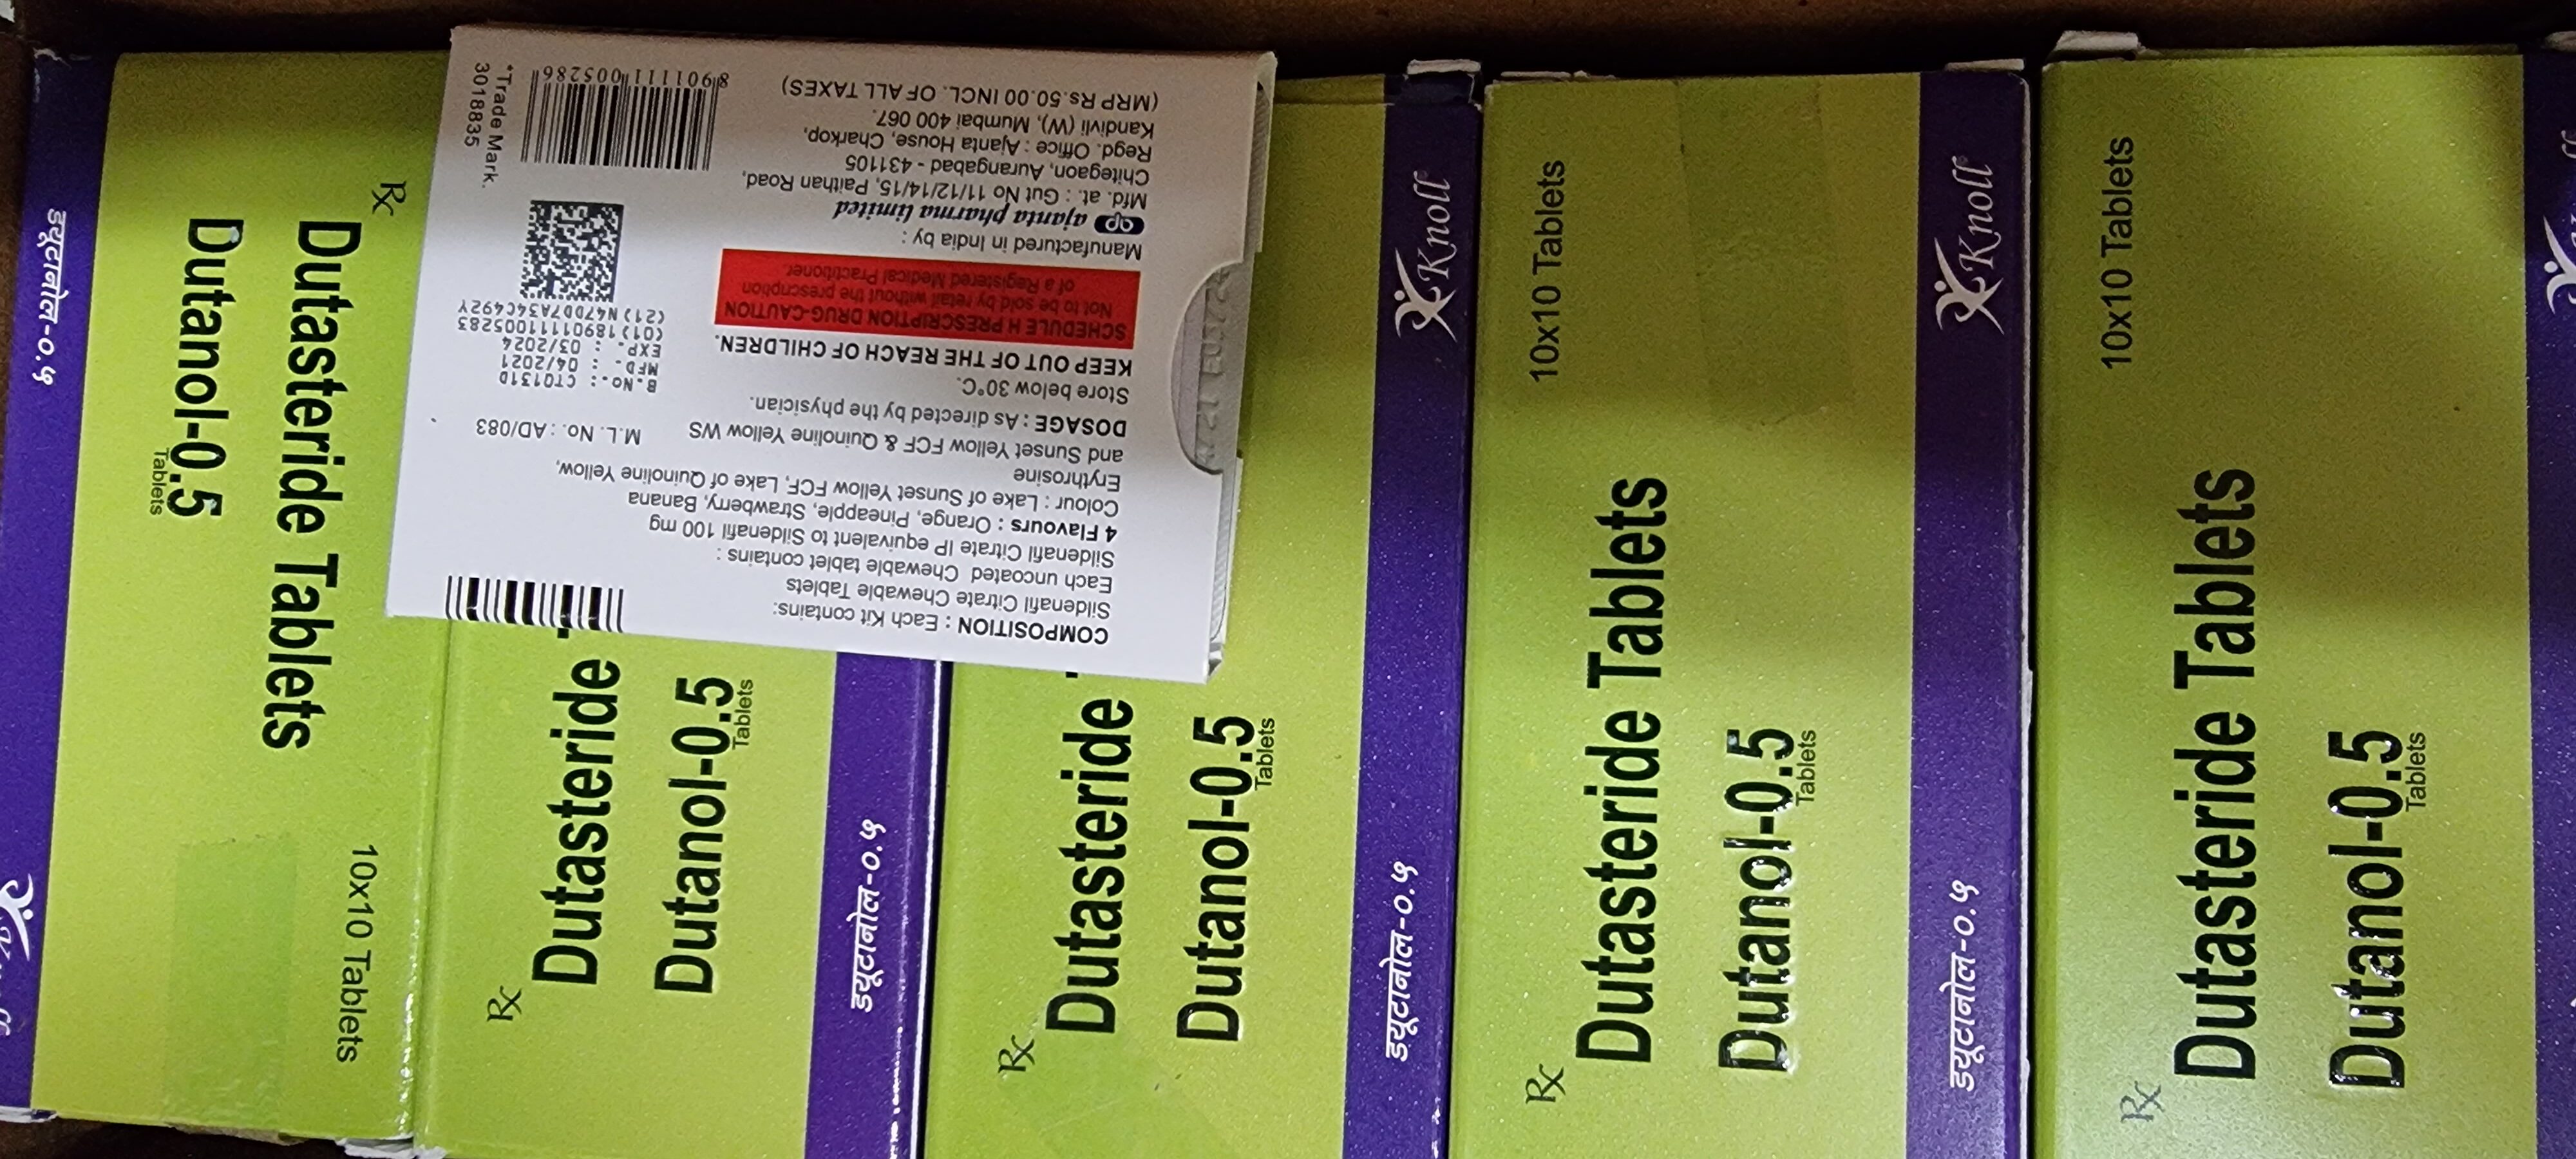 ड्यूटानोल-०.५
Rx
Dutasteride Tablets
Dutanol-0.5
Tablets
10x10 Tablets
COMPOSITION : Each Kit contains:
Sildenafil Citrate Chewable Tablets
Each uncoated Chewable tablet contains :
Sildenafil Citrate IP equivalent to Sildenafil 100 mg
4 Flavours : Orange, Pineapple, Strawberry, Banana
Colour : Lake of Sunset Yellow FCF, Lake of Quinoline Yellow,
Erythrosine
and Sunset Yellow FCF & Quinoline Yellow WS
M.L. No. : AD/083
DOSAGE : As directed by the physician.
Store below 30°C.
KEEP OUT OF THE REACH OF CHILDREN.
SCHEDULE H PRESCRIPTION DRUG-CAUTION
Not to be sold by retail without the prescription
of a Registered Medical Practitioner.
Manufactured in India by :
ap ajanta pharma limited
Mfd. at. : Gut No 11/12/14/15, Paithan Road,
Chitegaon, Aurangabad - 431105
Regd. Office : Ajanta House, Charkop,
Kandivli (W), Mumbai 400 067.
(MRP Rs.50.00 INCL. OF ALL TAXES)
B.No.: CT0131D
MFD. : 04/2021
EXP. : 03/2024
(01)18901111005283
(21)N47DD7A34C492Y
8901111005286
*Trade Mark.
3018835
Rx
Dutasteride
Dutanol-0.5
Tablets
ड्यूटानोल-०.५
Rx
Dutasteride
Dutanol-0.5
Tablets
ड्यूटानोल-०.५
Knoll
10x10 Tablets
Rx
Dutasteride Tablets
Dutanol-0.5
Tablets
ड्यूटानोल-०.५
Knoll
10x10 Tablets
Rx
Dutasteride Tablets
Dutanol-0.5
Tablets